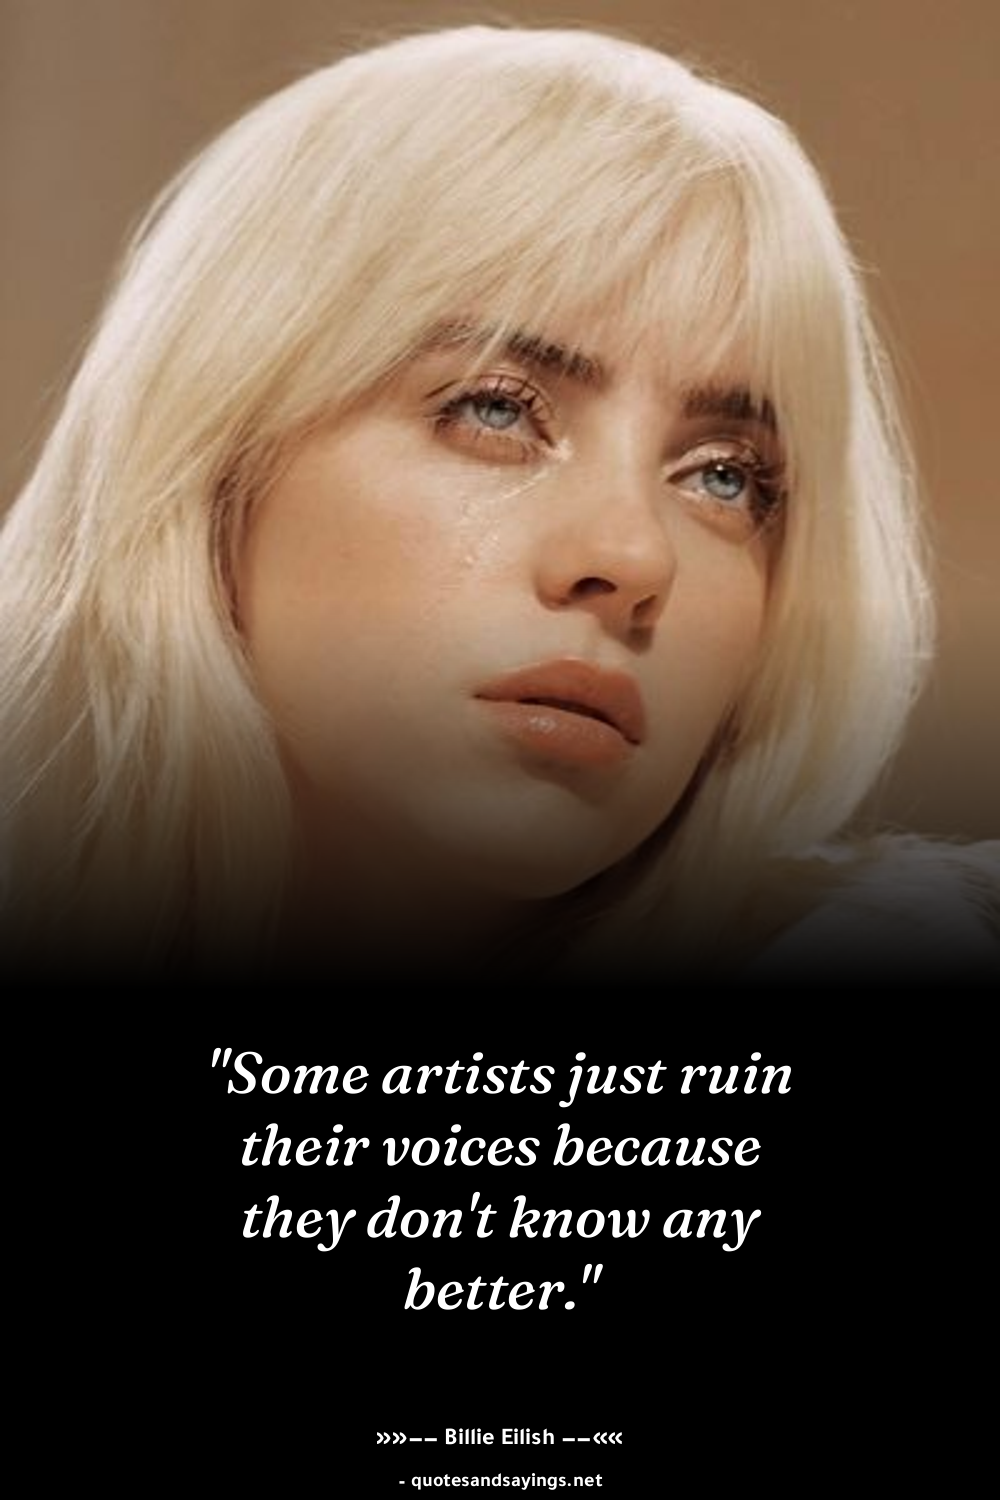 "Some artists just ruin
their voices because
they don't know any
better."
»»–– Billie Eilish ––««
- quotesandsayings.net